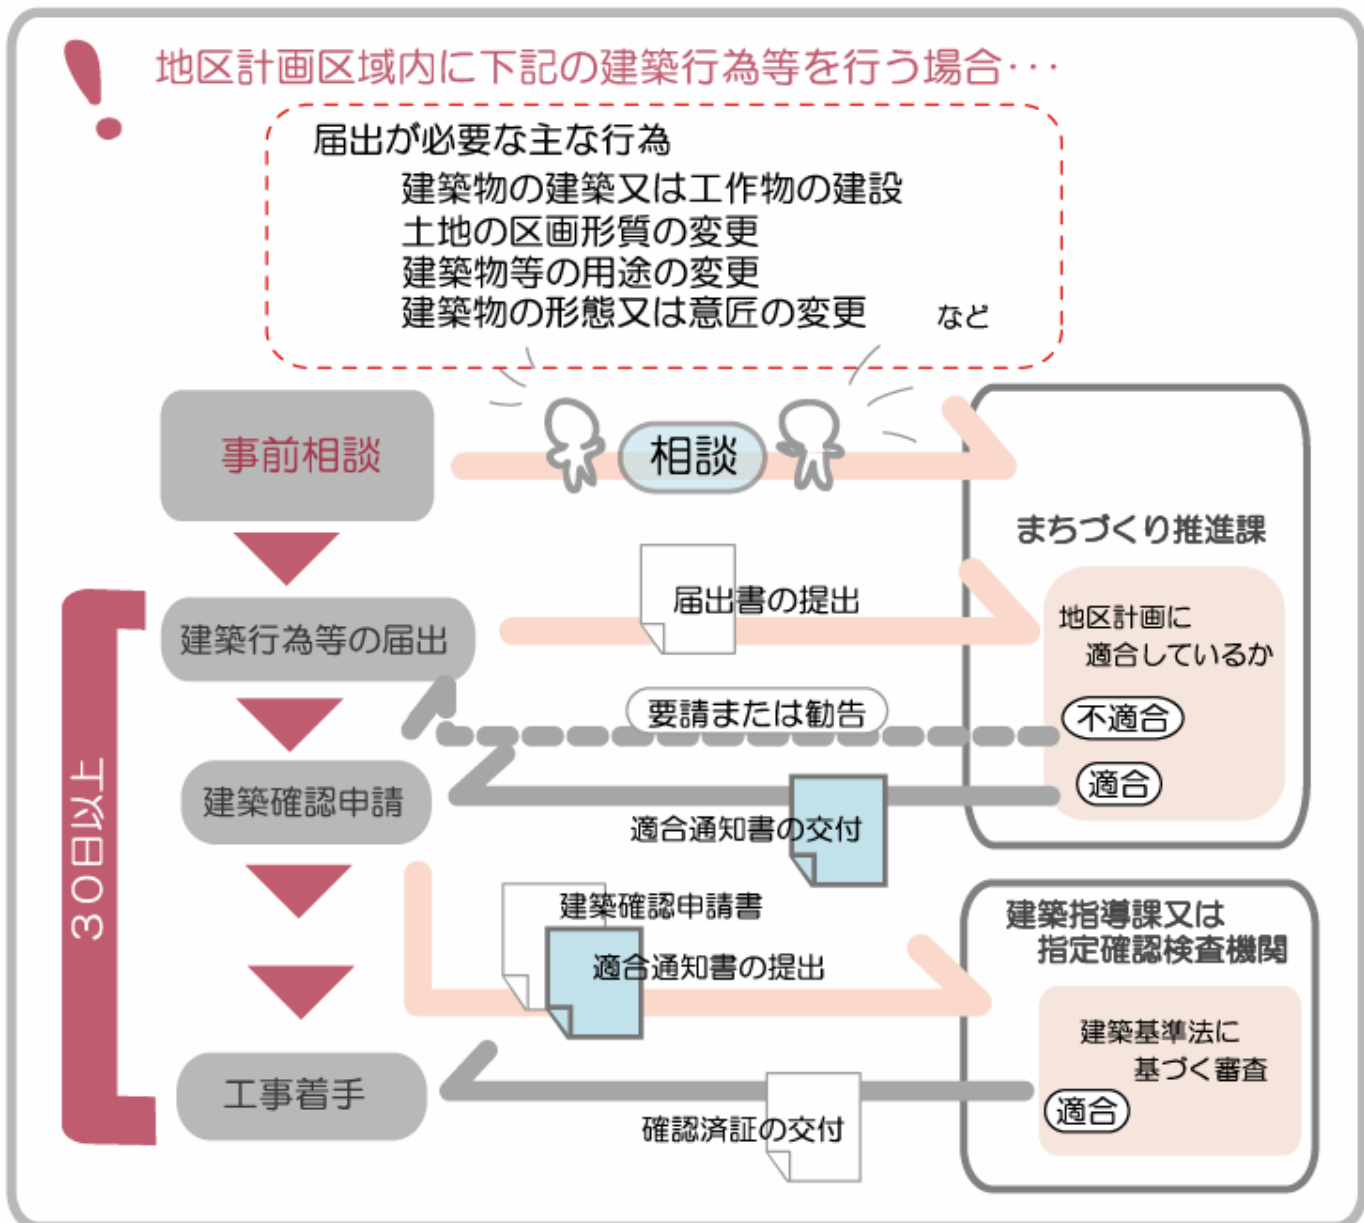 地区計画区域内に下記の建築行為等を行う場合･･･
届出が必要な主な行為
建築物の建築又は工作物の建設
土地の区画形質の変更
建築物等の用途の変更
建築物の形態又は意匠の変更　など
事前相談
相談
まちづくり推進課
建築行為等の届出
届出書の提出
地区計画に
適合しているか
要請または勧告
不適合
適合
建築確認申請
適合通知書の交付
30日以上
建築確認申請書
適合通知書の提出
建築指導課又は
指定確認検査機関
建築基準法に
基づく審査
適合
工事着手
確認済証の交付